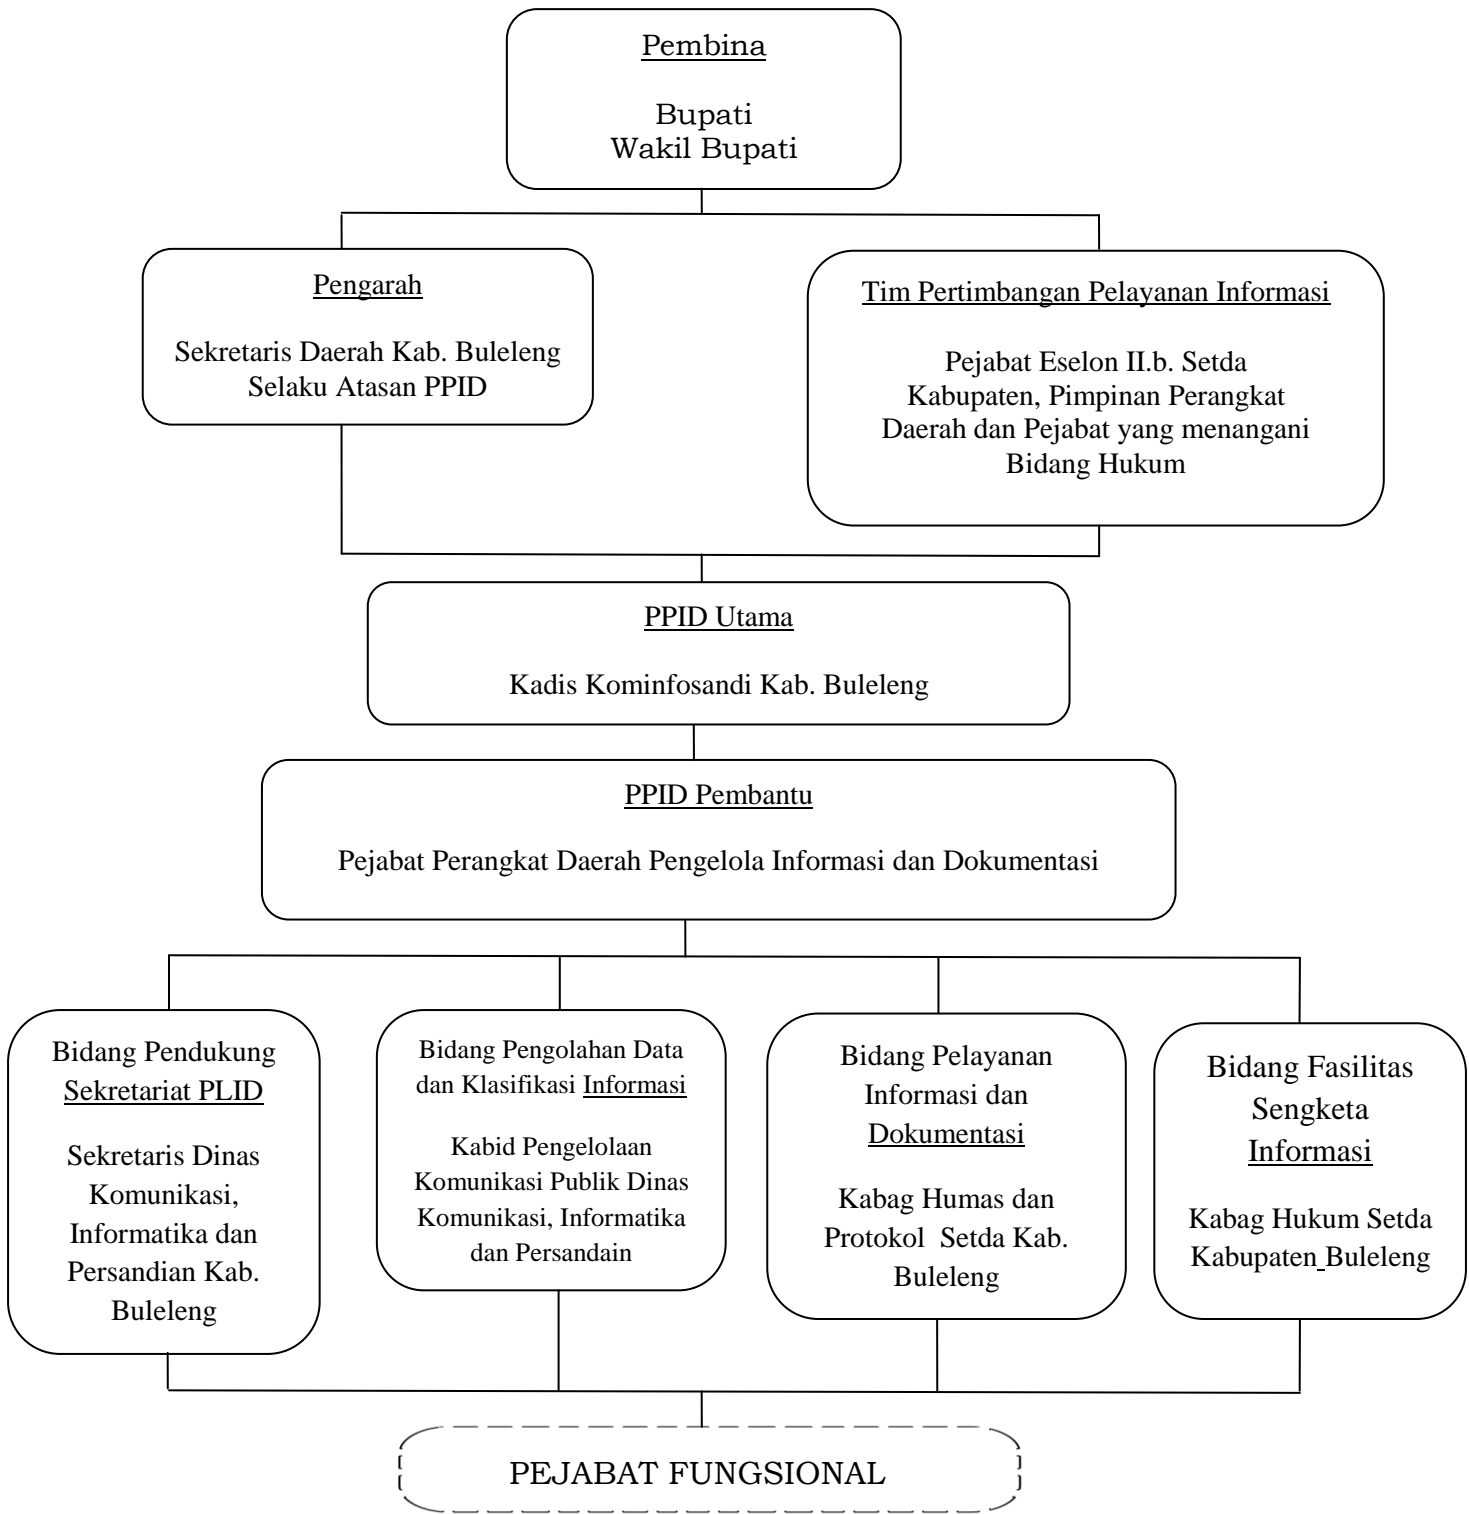 Pembina
Bupati
Wakil Bupati
Pengarah
Sekretaris Daerah Kab. Buleleng
Selaku Atasan PPID
Tim Pertimbangan Pelayanan Informasi
Pejabat Eselon II.b. Setda
Kabupaten, Pimpinan Perangkat
Daerah dan Pejabat yang menangani
Bidang Hukum
PPID Utama
Kadis Kominfosandi Kab. Buleleng
PPID Pembantu
Pejabat Perangkat Daerah Pengelola Informasi dan Dokumentasi
Bidang Pendukung
Sekretariat PLID
Sekretaris Dinas
Komunikasi,
Informatika dan
Persandian Kab.
Buleleng
Bidang Pengolahan Data
dan Klasifikasi Informasi
Kabid Pengelolaan
Komunikasi Publik Dinas
Komunikasi, Informatika
dan Persandain
Bidang Pelayanan
Informasi dan
Dokumentasi
Kabag Humas dan
Protokol  Setda Kab.
Buleleng
Bidang Fasilitas
Sengketa
Informasi
Kabag Hukum Setda
Kabupaten Buleleng
PEJABAT FUNGSIONAL